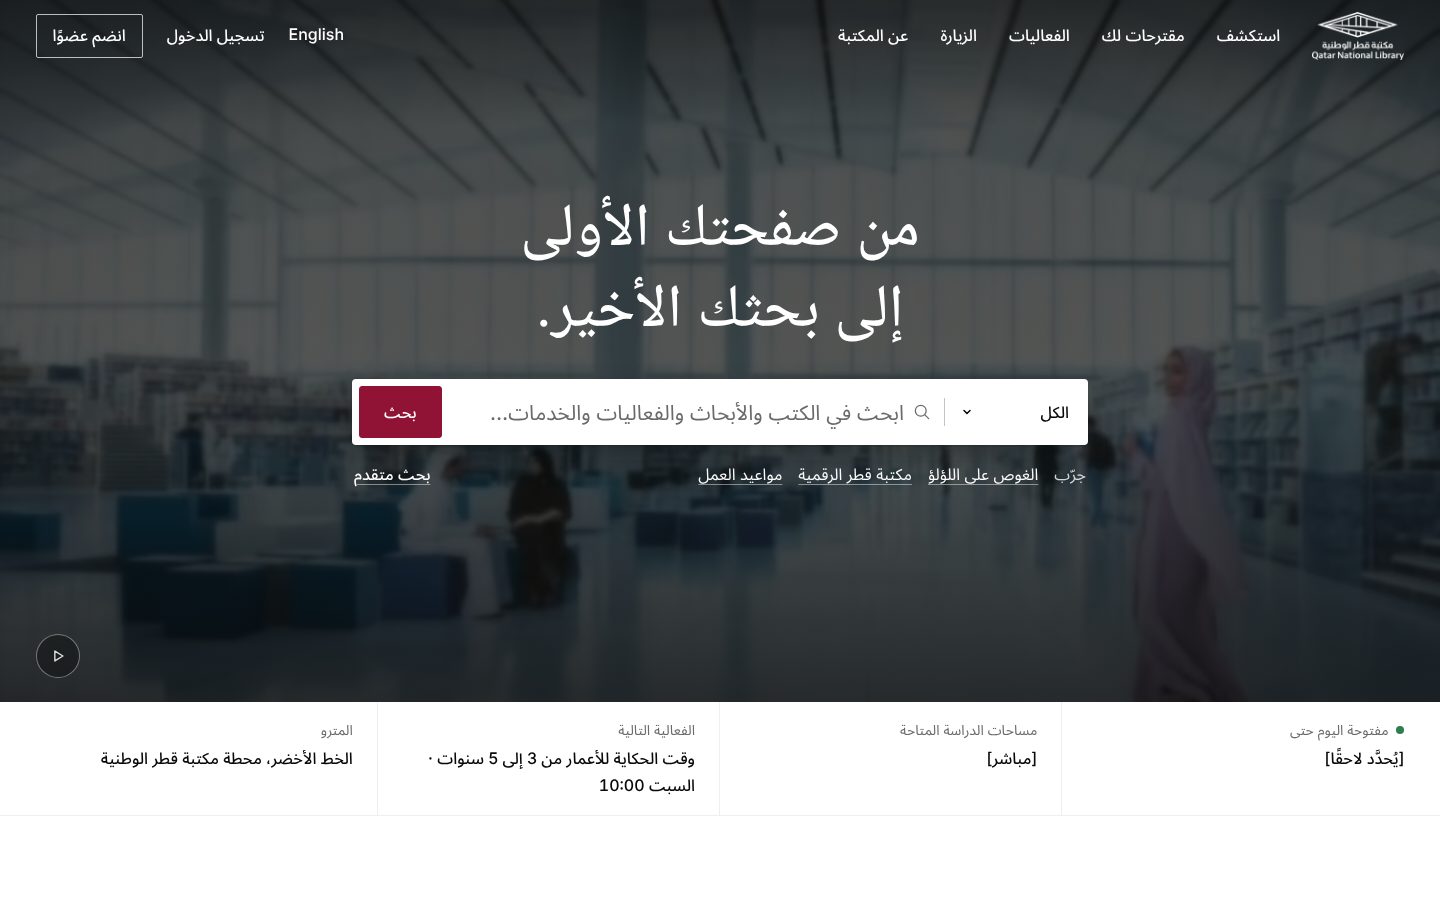 مكتبة قطر الوطنية
Qatar National Library
استكشف
مقترحات لك
الفعاليات
الزيارة
عن المكتبة
English
تسجيل الدخول
انضم عضوًا
من صفحتك الأولى
إلى بحثك الأخير.
الكل
ابحث في الكتب والأبحاث والفعاليات والخدمات...
بحث
جرّب
الغوص على اللؤلؤ
مكتبة قطر الرقمية
مواعيد العمل
بحث متقدم
مفتوحة اليوم حتى
[يُحدَّد لاحقًا]
مساحات الدراسة المتاحة
[مباشر]
الفعالية التالية
وقت الحكاية للأعمار من 3 إلى 5 سنوات ·
السبت 10:00
المترو
الخط الأخضر، محطة مكتبة قطر الوطنية